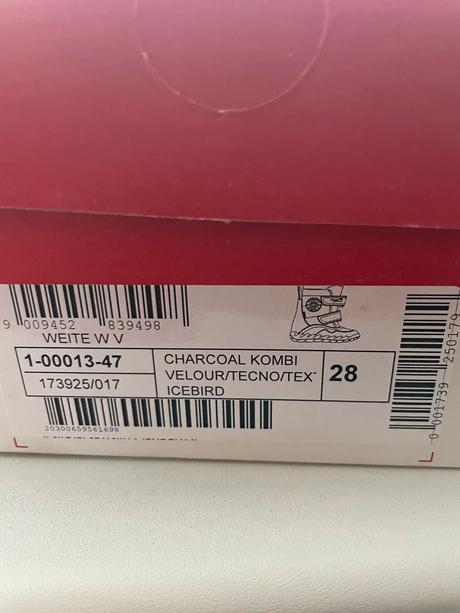 9 009452 839498
WEITE W V
1-00013-47
173925/017
CHARCOAL KOMBI
VELOUR/TECNO/TEX
ICEBIRD
28
20300659561698
0 001739 250179